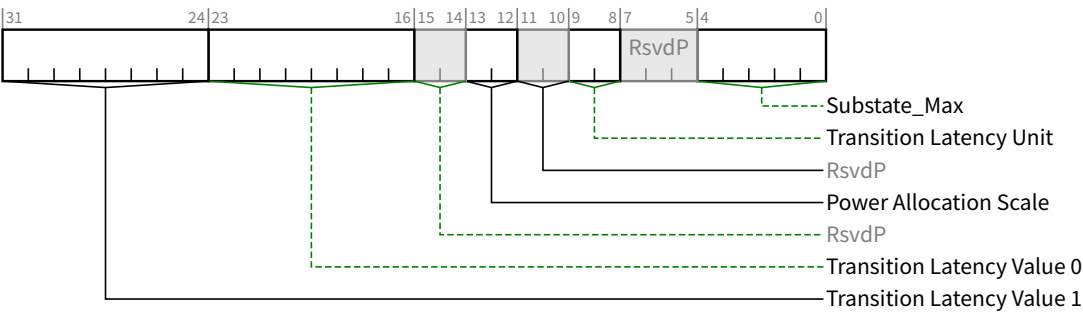 31 24 23 16 15 14 13 12 11 10 9 8 7 5 4 0
RsvdP
Substate_Max
Transition Latency Unit
RsvdP
Power Allocation Scale
RsvdP
Transition Latency Value 0
Transition Latency Value 1